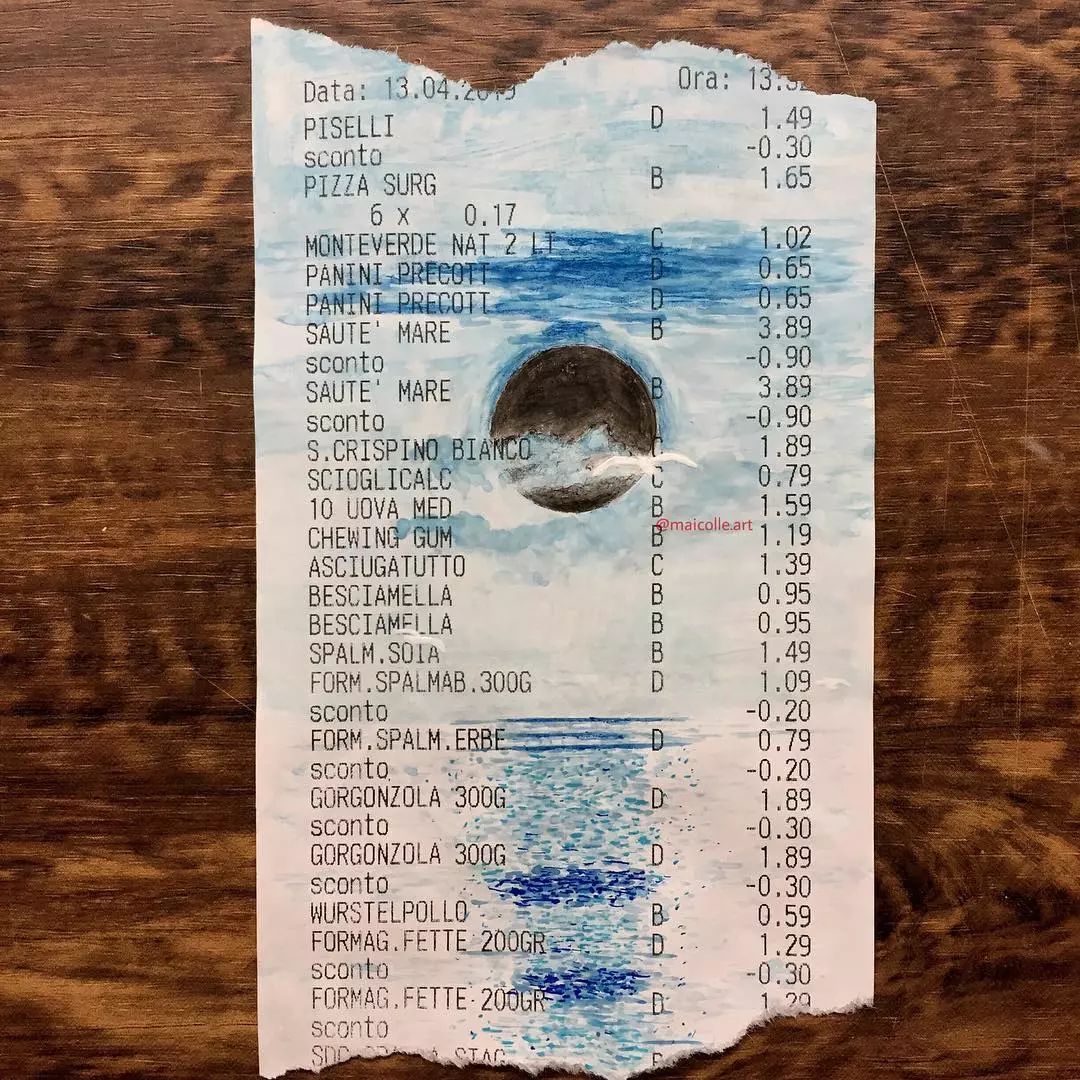 Data: 13.04.2019 Ora: 13:
PISELLI D 1.49
sconto -0.30
PIZZA SURG B 1.65
6 x 0.17
MONTEVERDE NAT 2 LT C 1.02
PANINI PRECOTT D 0.65
PANINI PRECOTT D 0.65
SAUTE' MARE B 3.89
sconto -0.90
SAUTE' MARE B 3.89
sconto -0.90
S.CRISPINO BIANCO C 1.89
SCIOGLICALC C 0.79
10 UOVA MED B 1.59
@maicolle.art
CHEWING GUM B 1.19
ASCIUGATUTTO C 1.39
BESCIAMELLA B 0.95
BESCIAMELLA B 0.95
SPALM.SOIA B 1.49
FORM.SPALMAB.300G D 1.09
sconto -0.20
FORM.SPALM.ERBE D 0.79
sconto -0.20
GORGONZOLA 300G D 1.89
sconto -0.30
GORGONZOLA 300G D 1.89
sconto -0.30
WURSTELPOLLO B 0.59
FORMAG.FETTE 200GR D 1.29
sconto -0.30
FORMAG.FETTE 200GR D 1.29
sconto
STAG